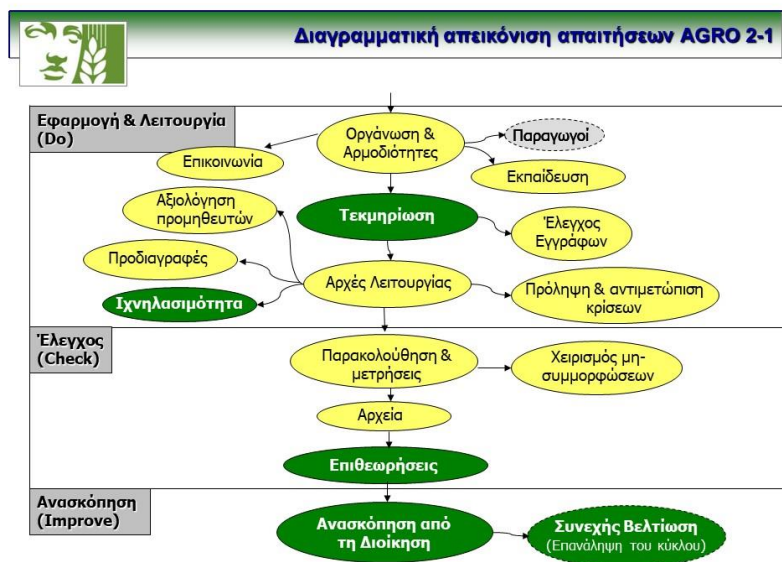 Διαγραμματική απεικόνιση απαιτήσεων AGRO 2-1
Εφαρμογή & Λειτουργία
(Do)
Οργάνωση &
Αρμοδιότητες
Παραγωγοί
Επικοινωνία
Εκπαίδευση
Αξιολόγηση
προμηθευτών
Τεκμηρίωση
Έλεγχος
Εγγράφων
Προδιαγραφές
Αρχές Λειτουργίας
Πρόληψη & αντιμετώπιση
κρίσεων
Ιχνηλασιμότητα
Έλεγχος
(Check)
Παρακολούθηση &
μετρήσεις
Χειρισμός μη-
συμμορφώσεων
Αρχεία
Επιθεωρήσεις
Ανασκόπηση
(Improve)
Ανασκόπηση από
τη Διοίκηση
Συνεχής Βελτίωση
(Επανάληψη του κύκλου)